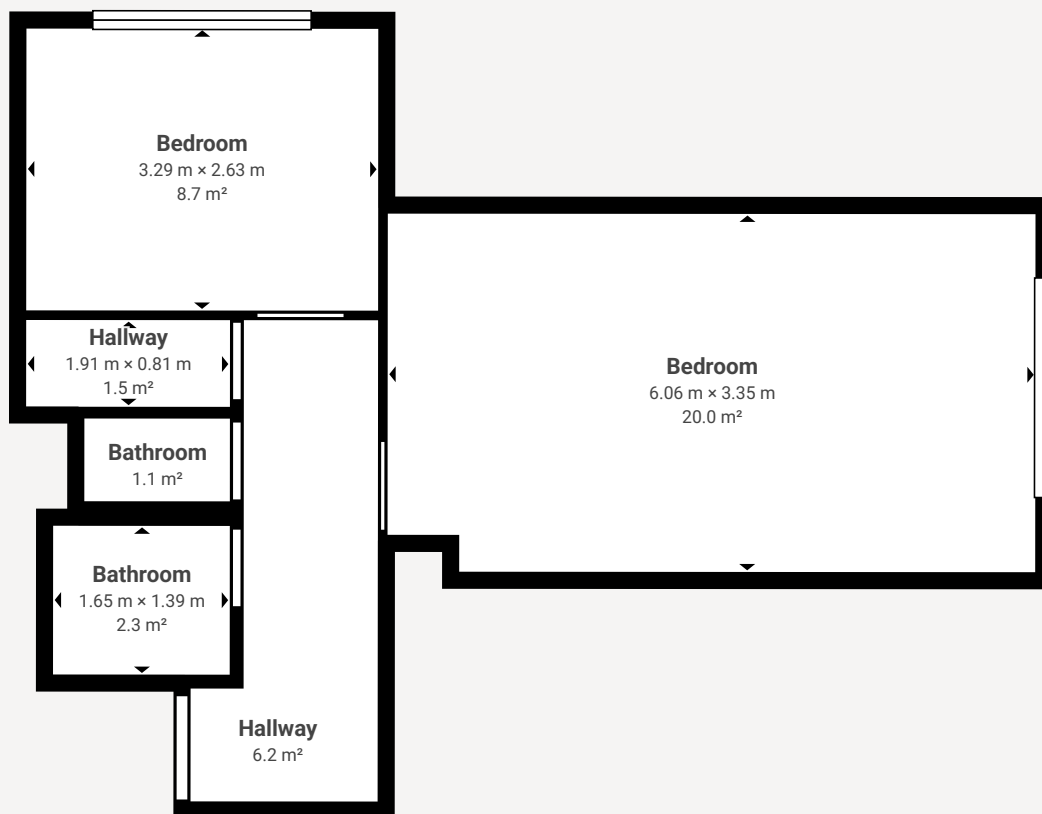 Bedroom
3.29 m × 2.63 m
8.7 m²
Hallway
1.91 m × 0.81 m
1.5 m²
Bedroom
6.06 m × 3.35 m
20.0 m²
Bathroom
1.1 m²
Bathroom
1.65 m × 1.39 m
2.3 m²
Hallway
6.2 m²